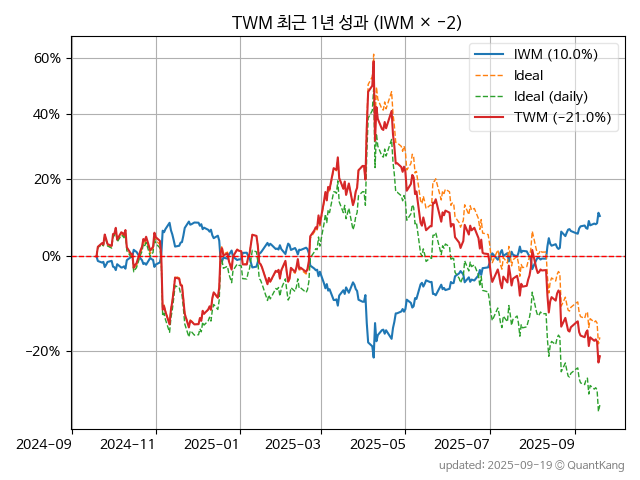 TWM 최근 1년 성과 (IWM × −2)
IWM (10.0%)
Ideal
Ideal (daily)
TWM (−21.0%)
60%
40%
20%
0%
−20%
2024−09
2024−11
2025−01
2025−03
2025−05
2025−07
2025−09
updated: 2025−09−19 © QuantKang